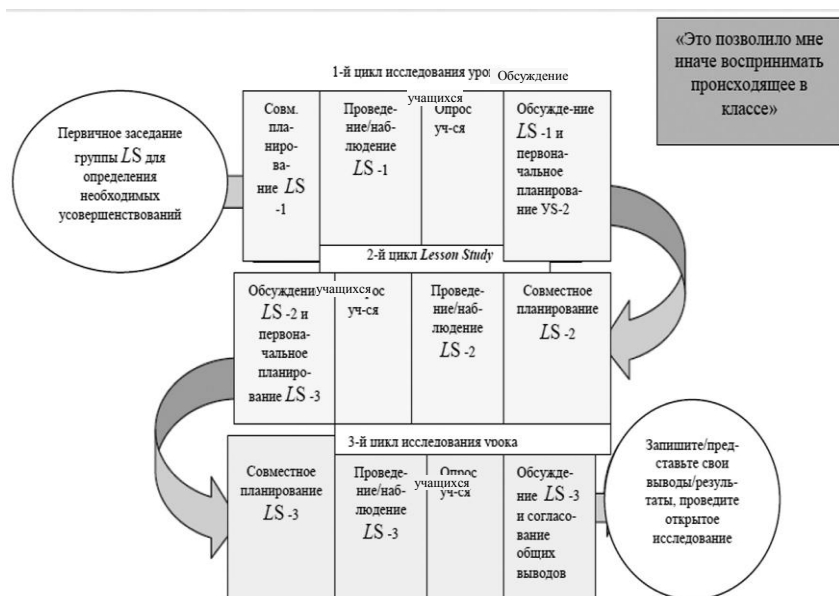 «Это позволило мне
иначе воспринимать
происходящее в
классе»
1-й цикл исследования
Обсуждение
Первичное заседание
группы LS для
определения
необходимых
усовершенствований
Совм.
пла-
ниро-
ва-
ние LS
-1
Проведе-
ние/наб-
людение
LS -1
учащихся
Опрос
уч-ся
Обсужде-ние
LS -1 и
первона-
чальное
планирова-
ние УS-2
2-й цикл Lesson Study
Обсуждени
LS -2 и
первона-
чальное
планиро-
вание LS -3
учащихся
рос
уч-ся
Проведе-
ние/наб-
людение
LS -2
Совместное
планирование
LS -2
3-й цикл исследования урока
Совместное
планирование
LS -3
Проведе-
ние/наб-
людение
LS -3
учащихся
Опрос
уч-ся
Обсужде-
ние LS -3
и согласо-
вание
общих
выводов
Запишите/пред-
ставьте свои
выводы/резуль-
таты, проведите
открытое
исследование